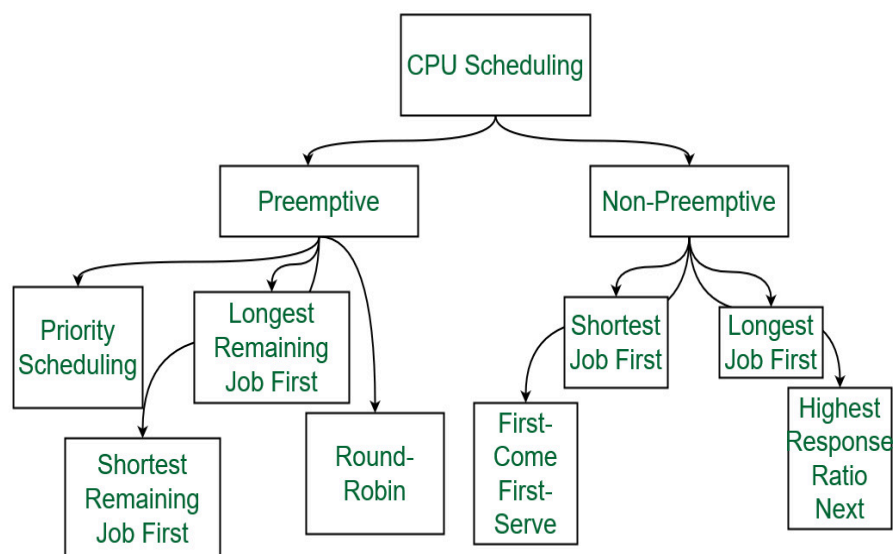 CPU Scheduling
Preemptive
Non-Preemptive
Priority
Scheduling
Longest
Remaining
Job First
Shortest
Job First
Longest
Job First
Shortest
Remaining
Job First
Round-
Robin
First-
Come
First-
Serve
Highest
Response
Ratio
Next